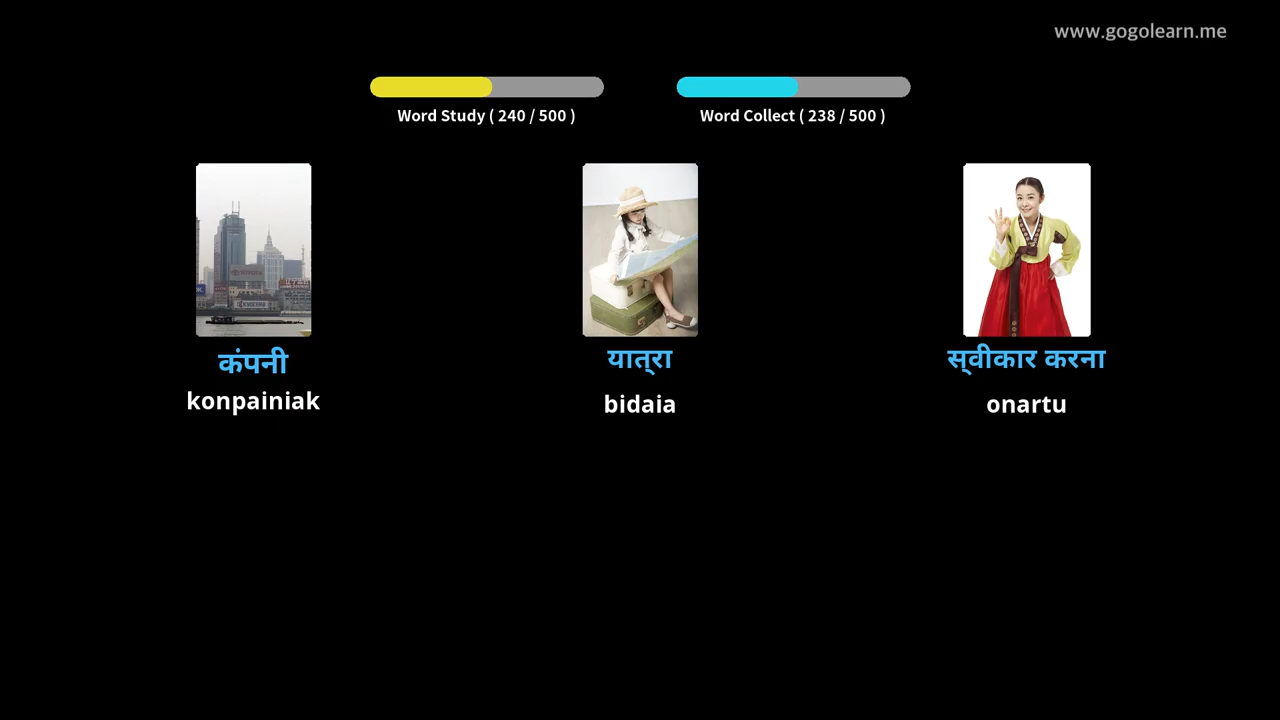 www.gogolearn.me
Word Study ( 240 / 500 )
Word Collect ( 238 / 500 )
कंपनी
konpainiak
यात्रा
bidaia
स्वीकार करना
onartu